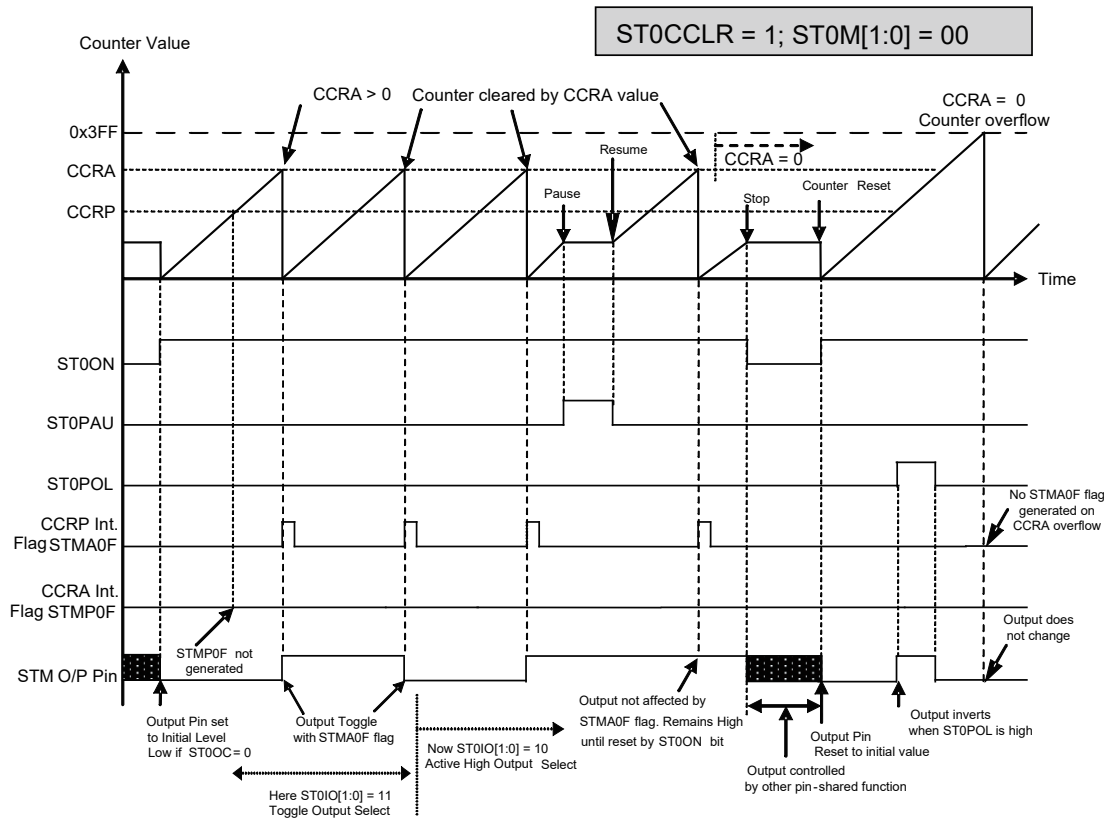 ST0CCLR = 1; ST0M[1:0] = 00
Counter Value
CCRA > 0
Counter cleared by CCRA value
CCRA = 0
Counter overflow
0x3FF
Resume
CCRA = 0
CCRA
Pause
Stop
Counter Reset
CCRP
Time
ST0ON
ST0PAU
ST0POL
CCRP Int.
Flag STMA0F
No STMA0F flag
generated on
CCRA overflow
CCRA Int.
Flag STMP0F
STMP0F not
generated
Output does
not change
STM O/P Pin
Output Pin set
to Initial Level
Low if ST0OC= 0
Output Toggle
with STMA0F flag
Now ST0IO[1:0] = 10
Active High Output Select
Output not affected by
STMA0F flag. Remains High
until reset by ST0ON bit
Output Pin
Reset to initial value
Output inverts
when ST0POL is high
Output controlled
by other pin-shared function
Here ST0IO[1:0] = 11
Toggle Output Select